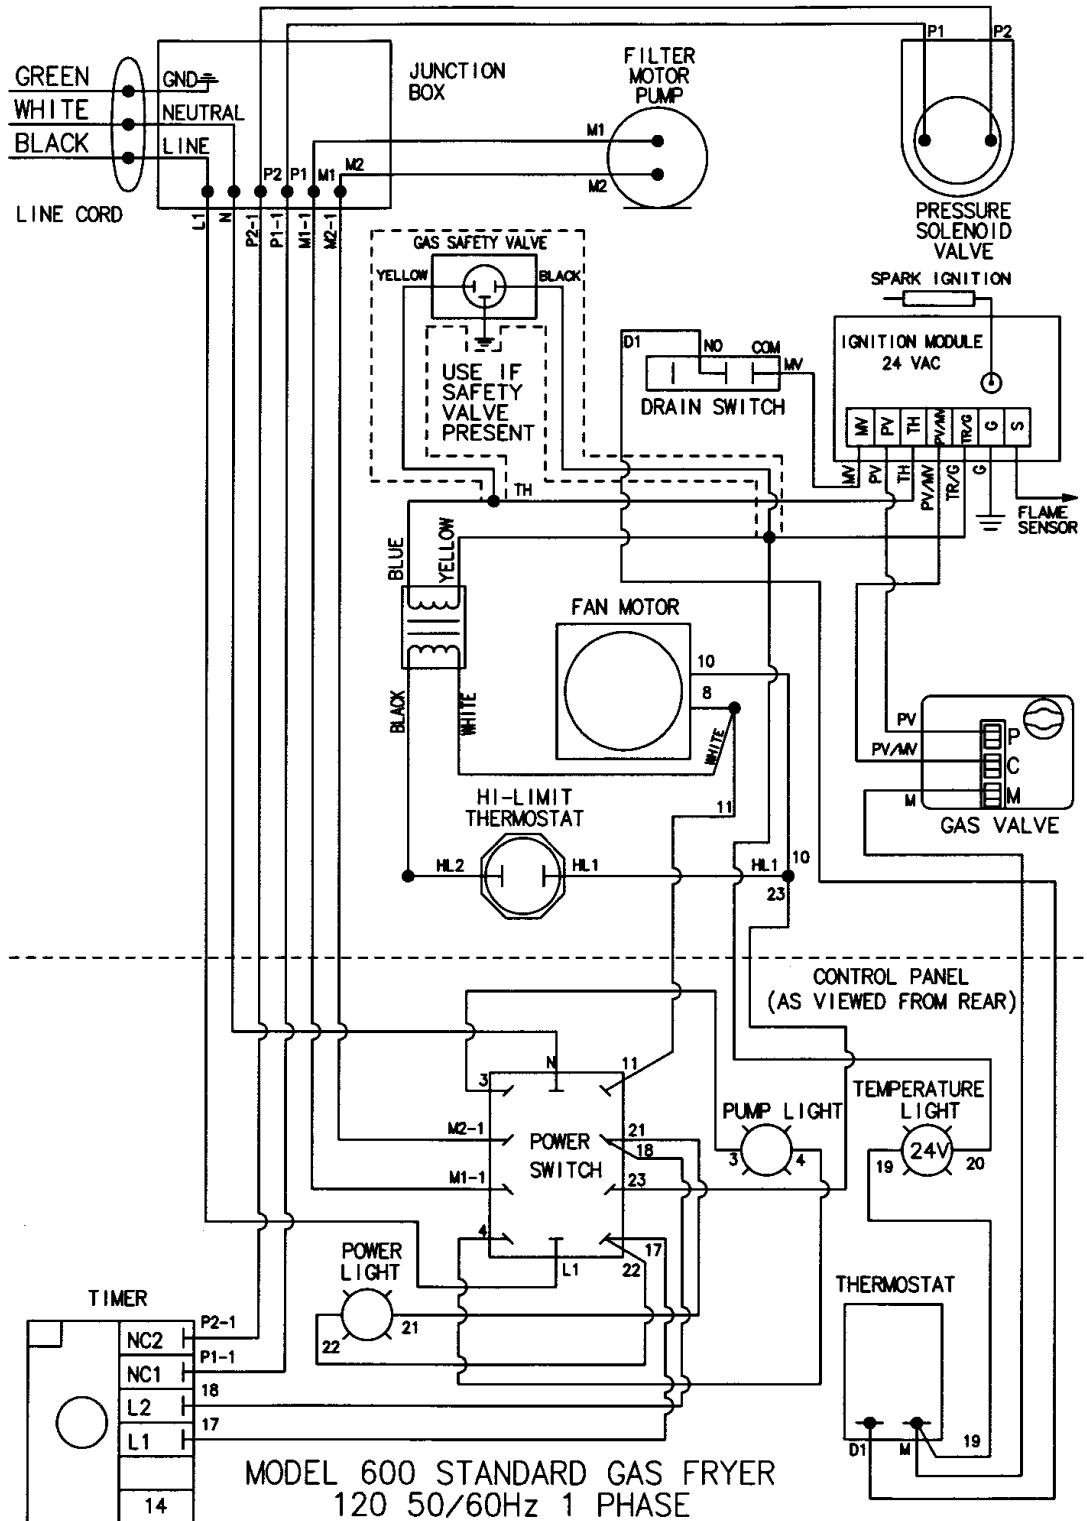 P1
P2
GREEN
WHITE
BLACK
GND
NEUTRAL
LINE
JUNCTION
BOX
FILTER
MOTOR
PUMP
M1
M2
P2 P1 M1 M2
LINE CORD
L1
N
P2-1
P1-1
M1-1
M2-1
PRESSURE
SOLENOID
VALVE
GAS SAFETY VALVE
YELLOW
BLACK
USE IF
SAFETY
VALVE
PRESENT
SPARK IGNITION
IGNITION MODULE
24 VAC
D1
NO
COM
MV
DRAIN SWITCH
MV PV TH PV/MV TR/G G S
MV PV TH PV/MV TR/G G
FLAME
SENSOR
TH
BLUE
YELLOW
FAN MOTOR
10
8
BLACK
WHITE
WHITE
PV
PV/MV
M
P
C
M
GAS VALVE
HI-LIMIT
THERMOSTAT
11
HL2
HL1
HL1
10
23
CONTROL PANEL
(AS VIEWED FROM REAR)
3
N
11
M2-1
M1-1
4
POWER
SWITCH
21
18
23
17
22
L1
PUMP LIGHT
3
4
TEMPERATURE
LIGHT
24V
19
20
POWER
LIGHT
22
21
THERMOSTAT
D1
M
19
TIMER
NC2
P2-1
NC1
P1-1
L2
18
L1
17
14
MODEL 600 STANDARD GAS FRYER
120 50/60Hz 1 PHASE